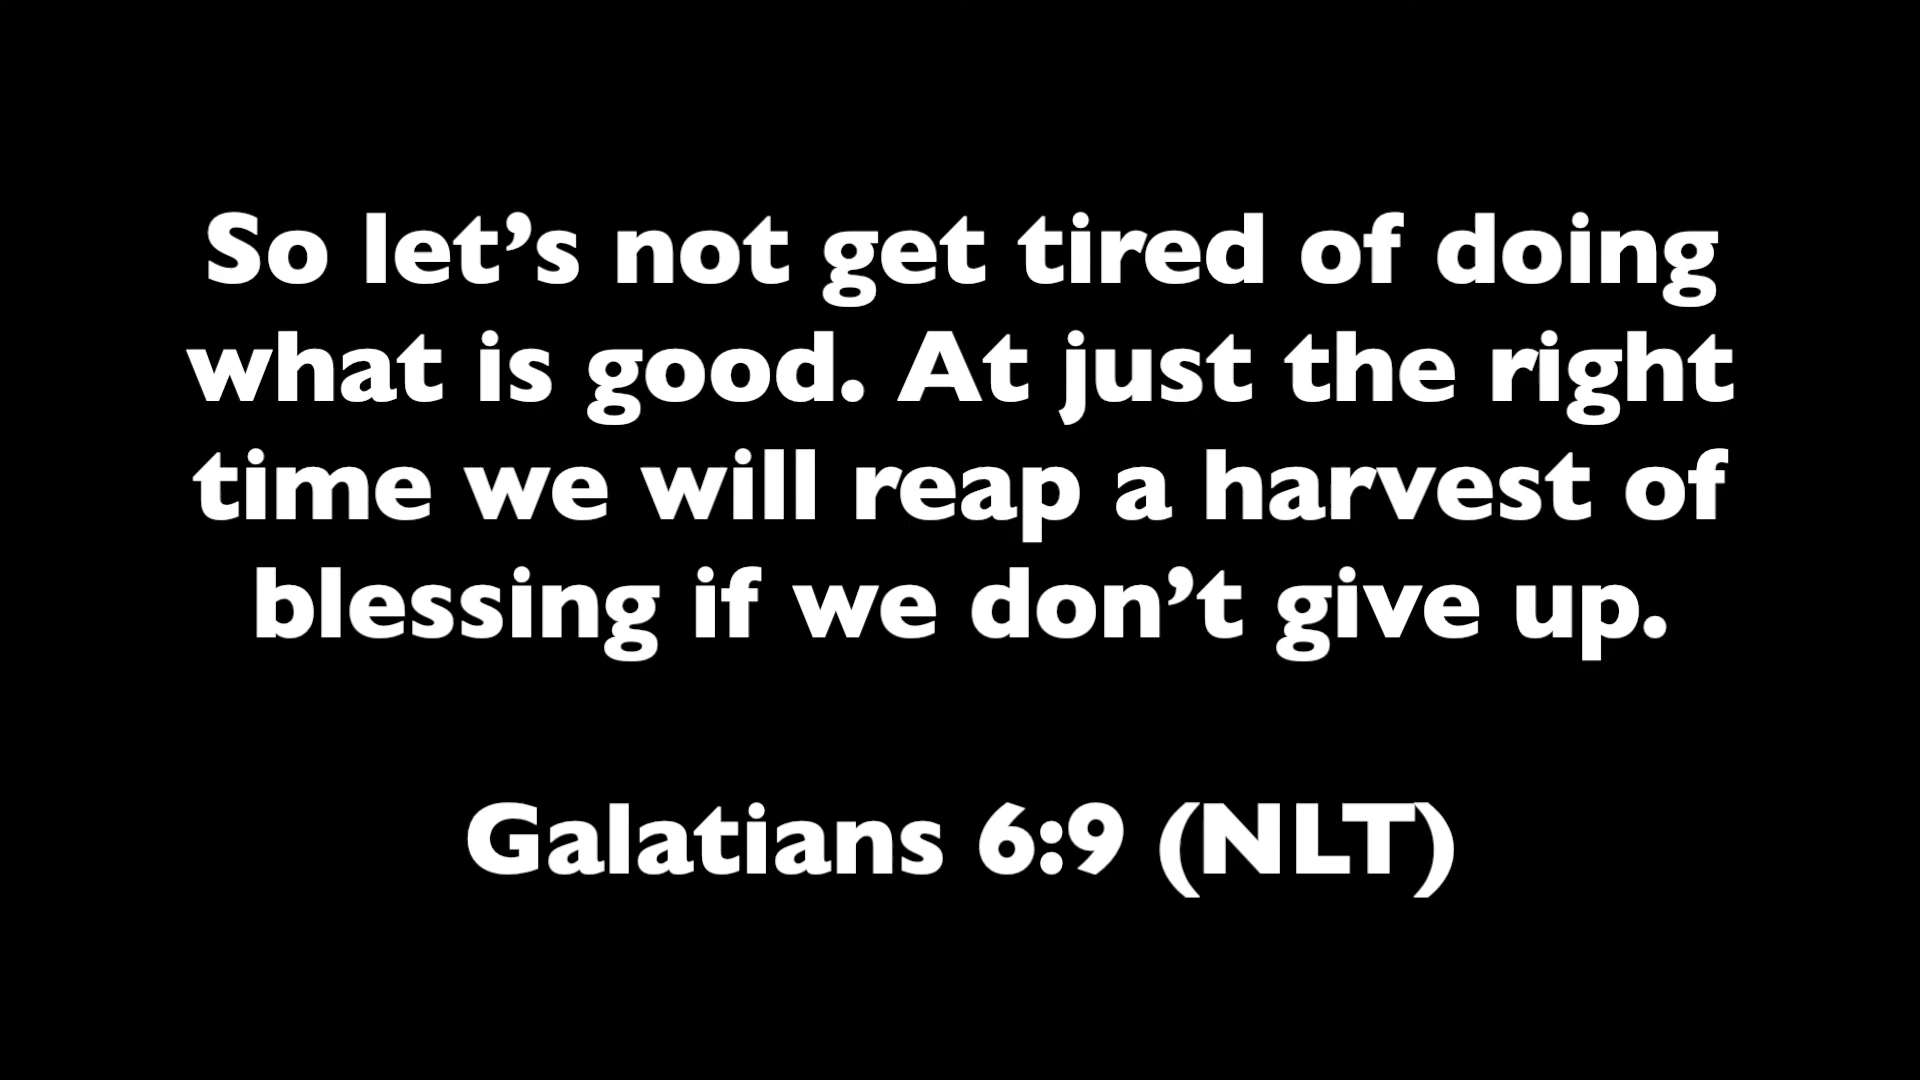 So let’s not get tired of doing
what is good. At just the right
time we will reap a harvest of
blessing if we don’t give up.
Galatians 6:9 (NLT)